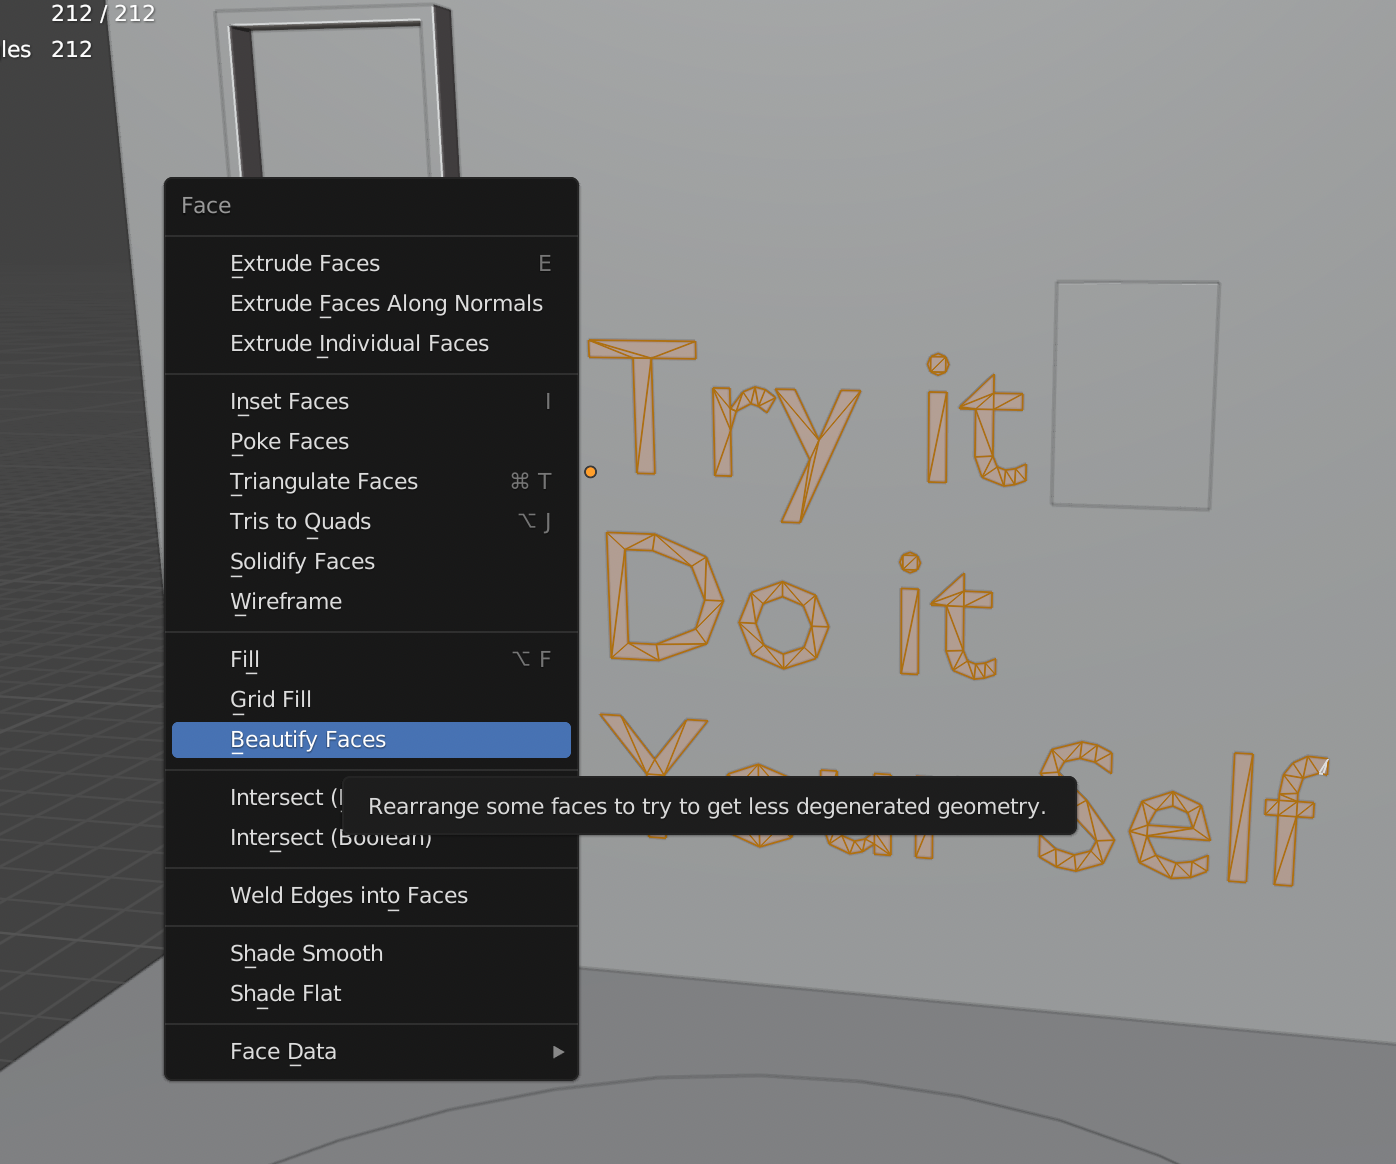 212 / 212
les 212
Face
Extrude Faces E
Extrude Faces Along Normals
Extrude Individual Faces
Inset Faces I
Poke Faces
Triangulate Faces ⌘ T
Tris to Quads ⌥ J
Solidify Faces
Wireframe
Fill ⌥ F
Grid Fill
Beautify Faces
Intersect (
Rearrange some faces to try to get less degenerated geometry.
Intersect (Boolean)
Weld Edges into Faces
Shade Smooth
Shade Flat
Face Data
Try it
Do it
Your Self